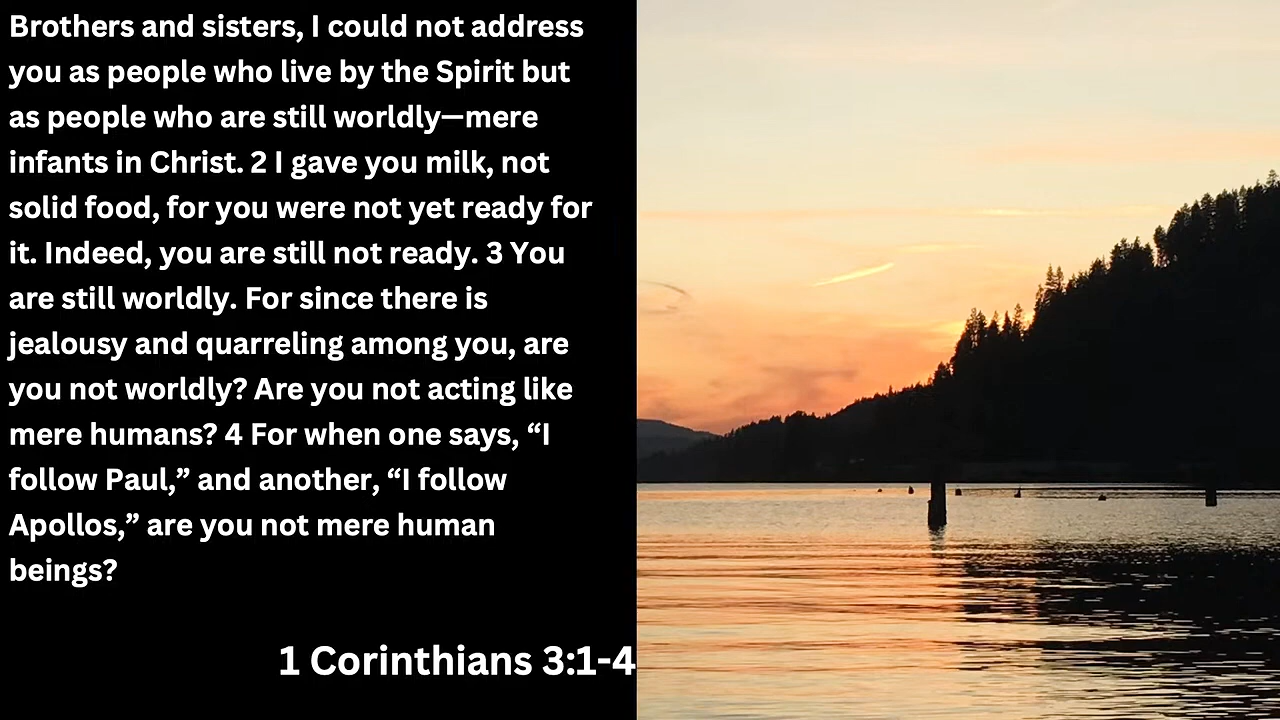 Brothers and sisters, I could not address
you as people who live by the Spirit but
as people who are still worldly—mere
infants in Christ. 2 I gave you milk, not
solid food, for you were not yet ready for
it. Indeed, you are still not ready. 3 You
are still worldly. For since there is
jealousy and quarreling among you, are
you not worldly? Are you not acting like
mere humans? 4 For when one says, “I
follow Paul,” and another, “I follow
Apollos,” are you not mere human
beings?
1 Corinthians 3:1-4